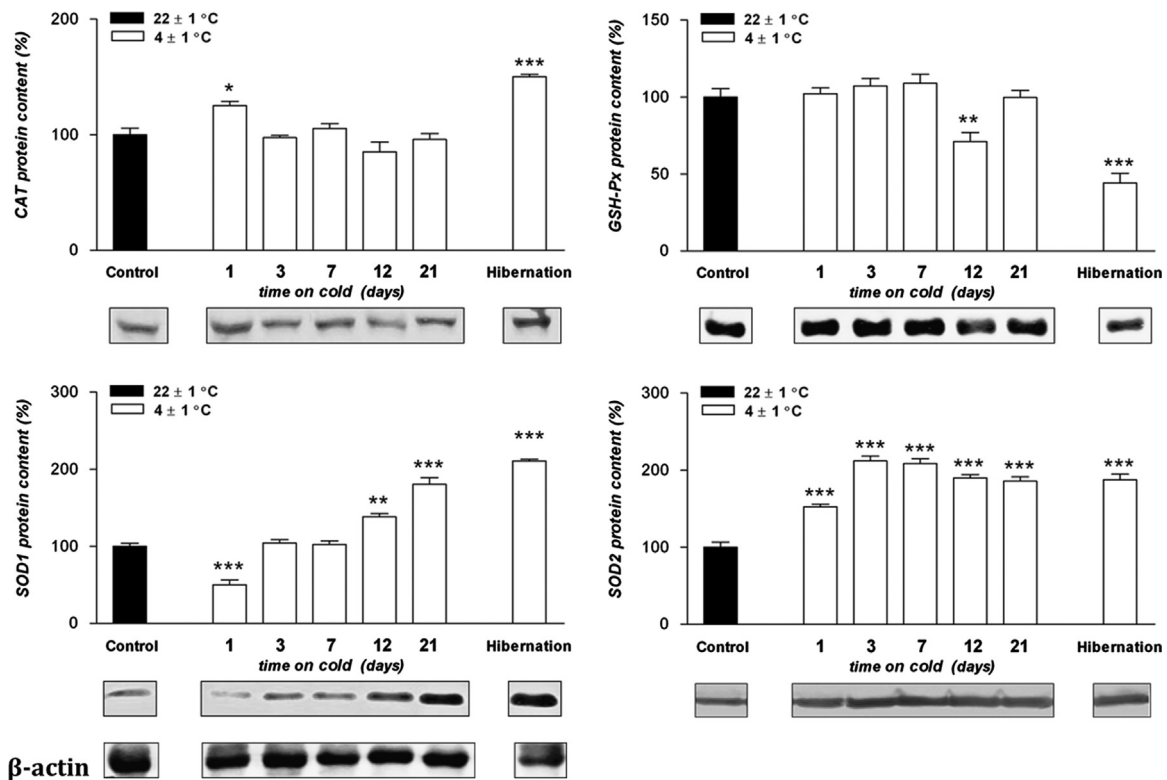 22 ± 1 °C
4 ± 1 °C
CAT protein content (%)
200
100
0
*
***
Control
1 3 7 12 21
Hibernation
time on cold (days)
22 ± 1 °C
4 ± 1 °C
GSH-Px protein content (%)
150
100
50
0
**
***
Control
1 3 7 12 21
Hibernation
time on cold (days)
22 ± 1 °C
4 ± 1 °C
SOD1 protein content (%)
300
200
100
0
***
**
***
***
Control
1 3 7 12 21
Hibernation
time on cold (days)
β-actin
22 ± 1 °C
4 ± 1 °C
SOD2 protein content (%)
300
200
100
0
***
***
***
***
***
***
Control
1 3 7 12 21
Hibernation
time on cold (days)